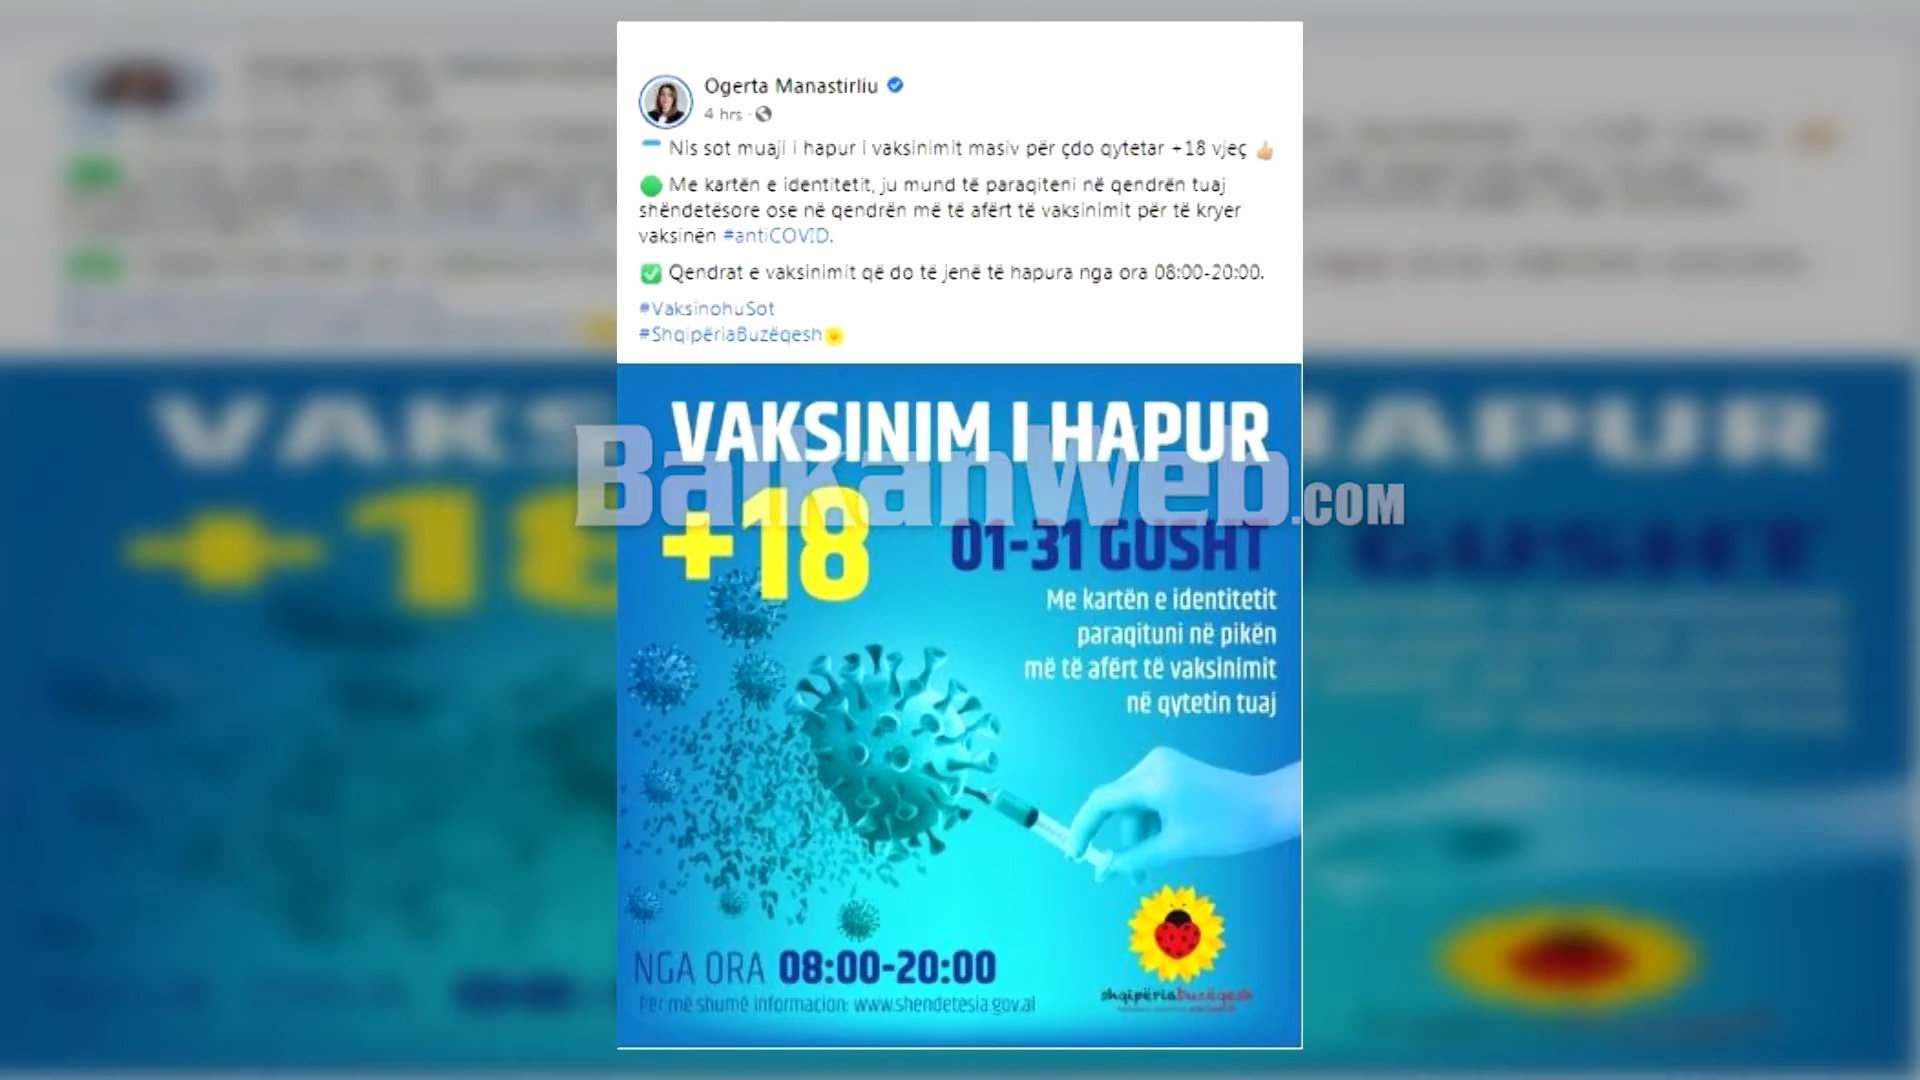 Ogerta Manastirliu
4 hrs ·
Nis sot muaji i hapur i vaksinimit masiv për çdo qytetar +18 vjeç
Me kartën e identitetit, ju mund të paraqiteni në qendrën tuaj
shëndetësore ose në qendrën më të afërt të vaksinimit për të kryer
vaksinën #antiCOVID.
Qendrat e vaksinimit që do të jenë të hapura nga ora 08:00-20:00.
#VaksinohuSot
#ShqipëriaBuzëqesh
VAKSINIM I HAPUR
BalkanWeb.COM
+18
01-31 GUSHT
Me kartën e identitetit
paraqituni në pikën
më të afërt të vaksinimit
në qytetin tuaj
NGA ORA 08:00-20:00
Për më shumë informacion: www.shendetesia.gov.al
shqipëriabuzëqesh